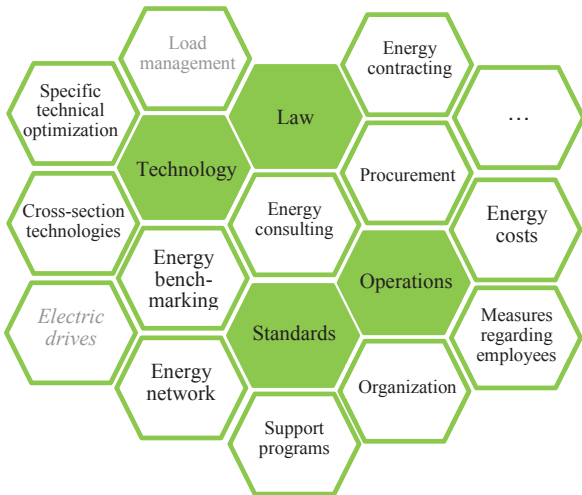 Load
management
Energy
contracting
Specific
technical
optimization
Law
…
Technology
Procurement
Cross-section
technologies
Energy
consulting
Energy
costs
Energy
bench-
marking
Operations
Electric
drives
Standards
Measures
regarding
employees
Energy
network
Organization
Support
programs